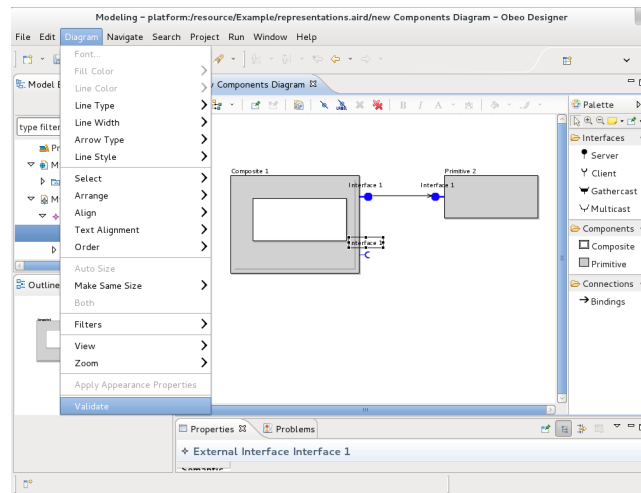 Modeling – platform:/resource/Example/representations.aird/new Components Diagram – Obeo Designer
File Edit Diagram Navigate Search Project Run Window Help
Font...
Fill Color
Line Color
Line Type
Line Width
Arrow Type
Line Style
Select
Arrange
Align
Text Alignment
Order
Auto Size
Make Same Size
Both
Filters
View
Zoom
Apply Appearance Properties
Validate
Model
type filter
Outline
Components Diagram
B I A
Composite 1
Interface 1
Interface 1
Primitive 2
Interface 1
Palette
Interfaces
Server
Client
Gathercast
Multicast
Components
Composite
Primitive
Connections
Bindings
Properties Problems
External Interface Interface 1
Semantic